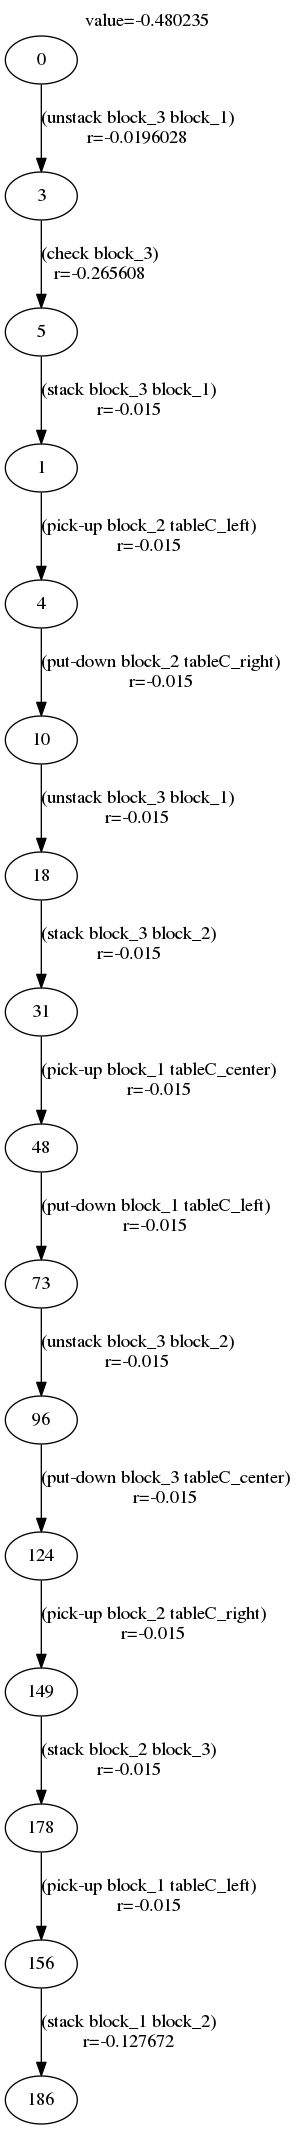 value=-0.480235
0
(unstack block_3 block_1)
r=-0.0196028
3
(check block_3)
r=-0.265608
5
(stack block_3 block_1)
r=-0.015
1
(pick-up block_2 tableC_left)
r=-0.015
4
(put-down block_2 tableC_right)
r=-0.015
10
(unstack block_3 block_1)
r=-0.015
18
(stack block_3 block_2)
r=-0.015
31
(pick-up block_1 tableC_center)
r=-0.015
48
(put-down block_1 tableC_left)
r=-0.015
73
(unstack block_3 block_2)
r=-0.015
96
(put-down block_3 tableC_center)
r=-0.015
124
(pick-up block_2 tableC_right)
r=-0.015
149
(stack block_2 block_3)
r=-0.015
178
(pick-up block_1 tableC_left)
r=-0.015
156
(stack block_1 block_2)
r=-0.127672
186